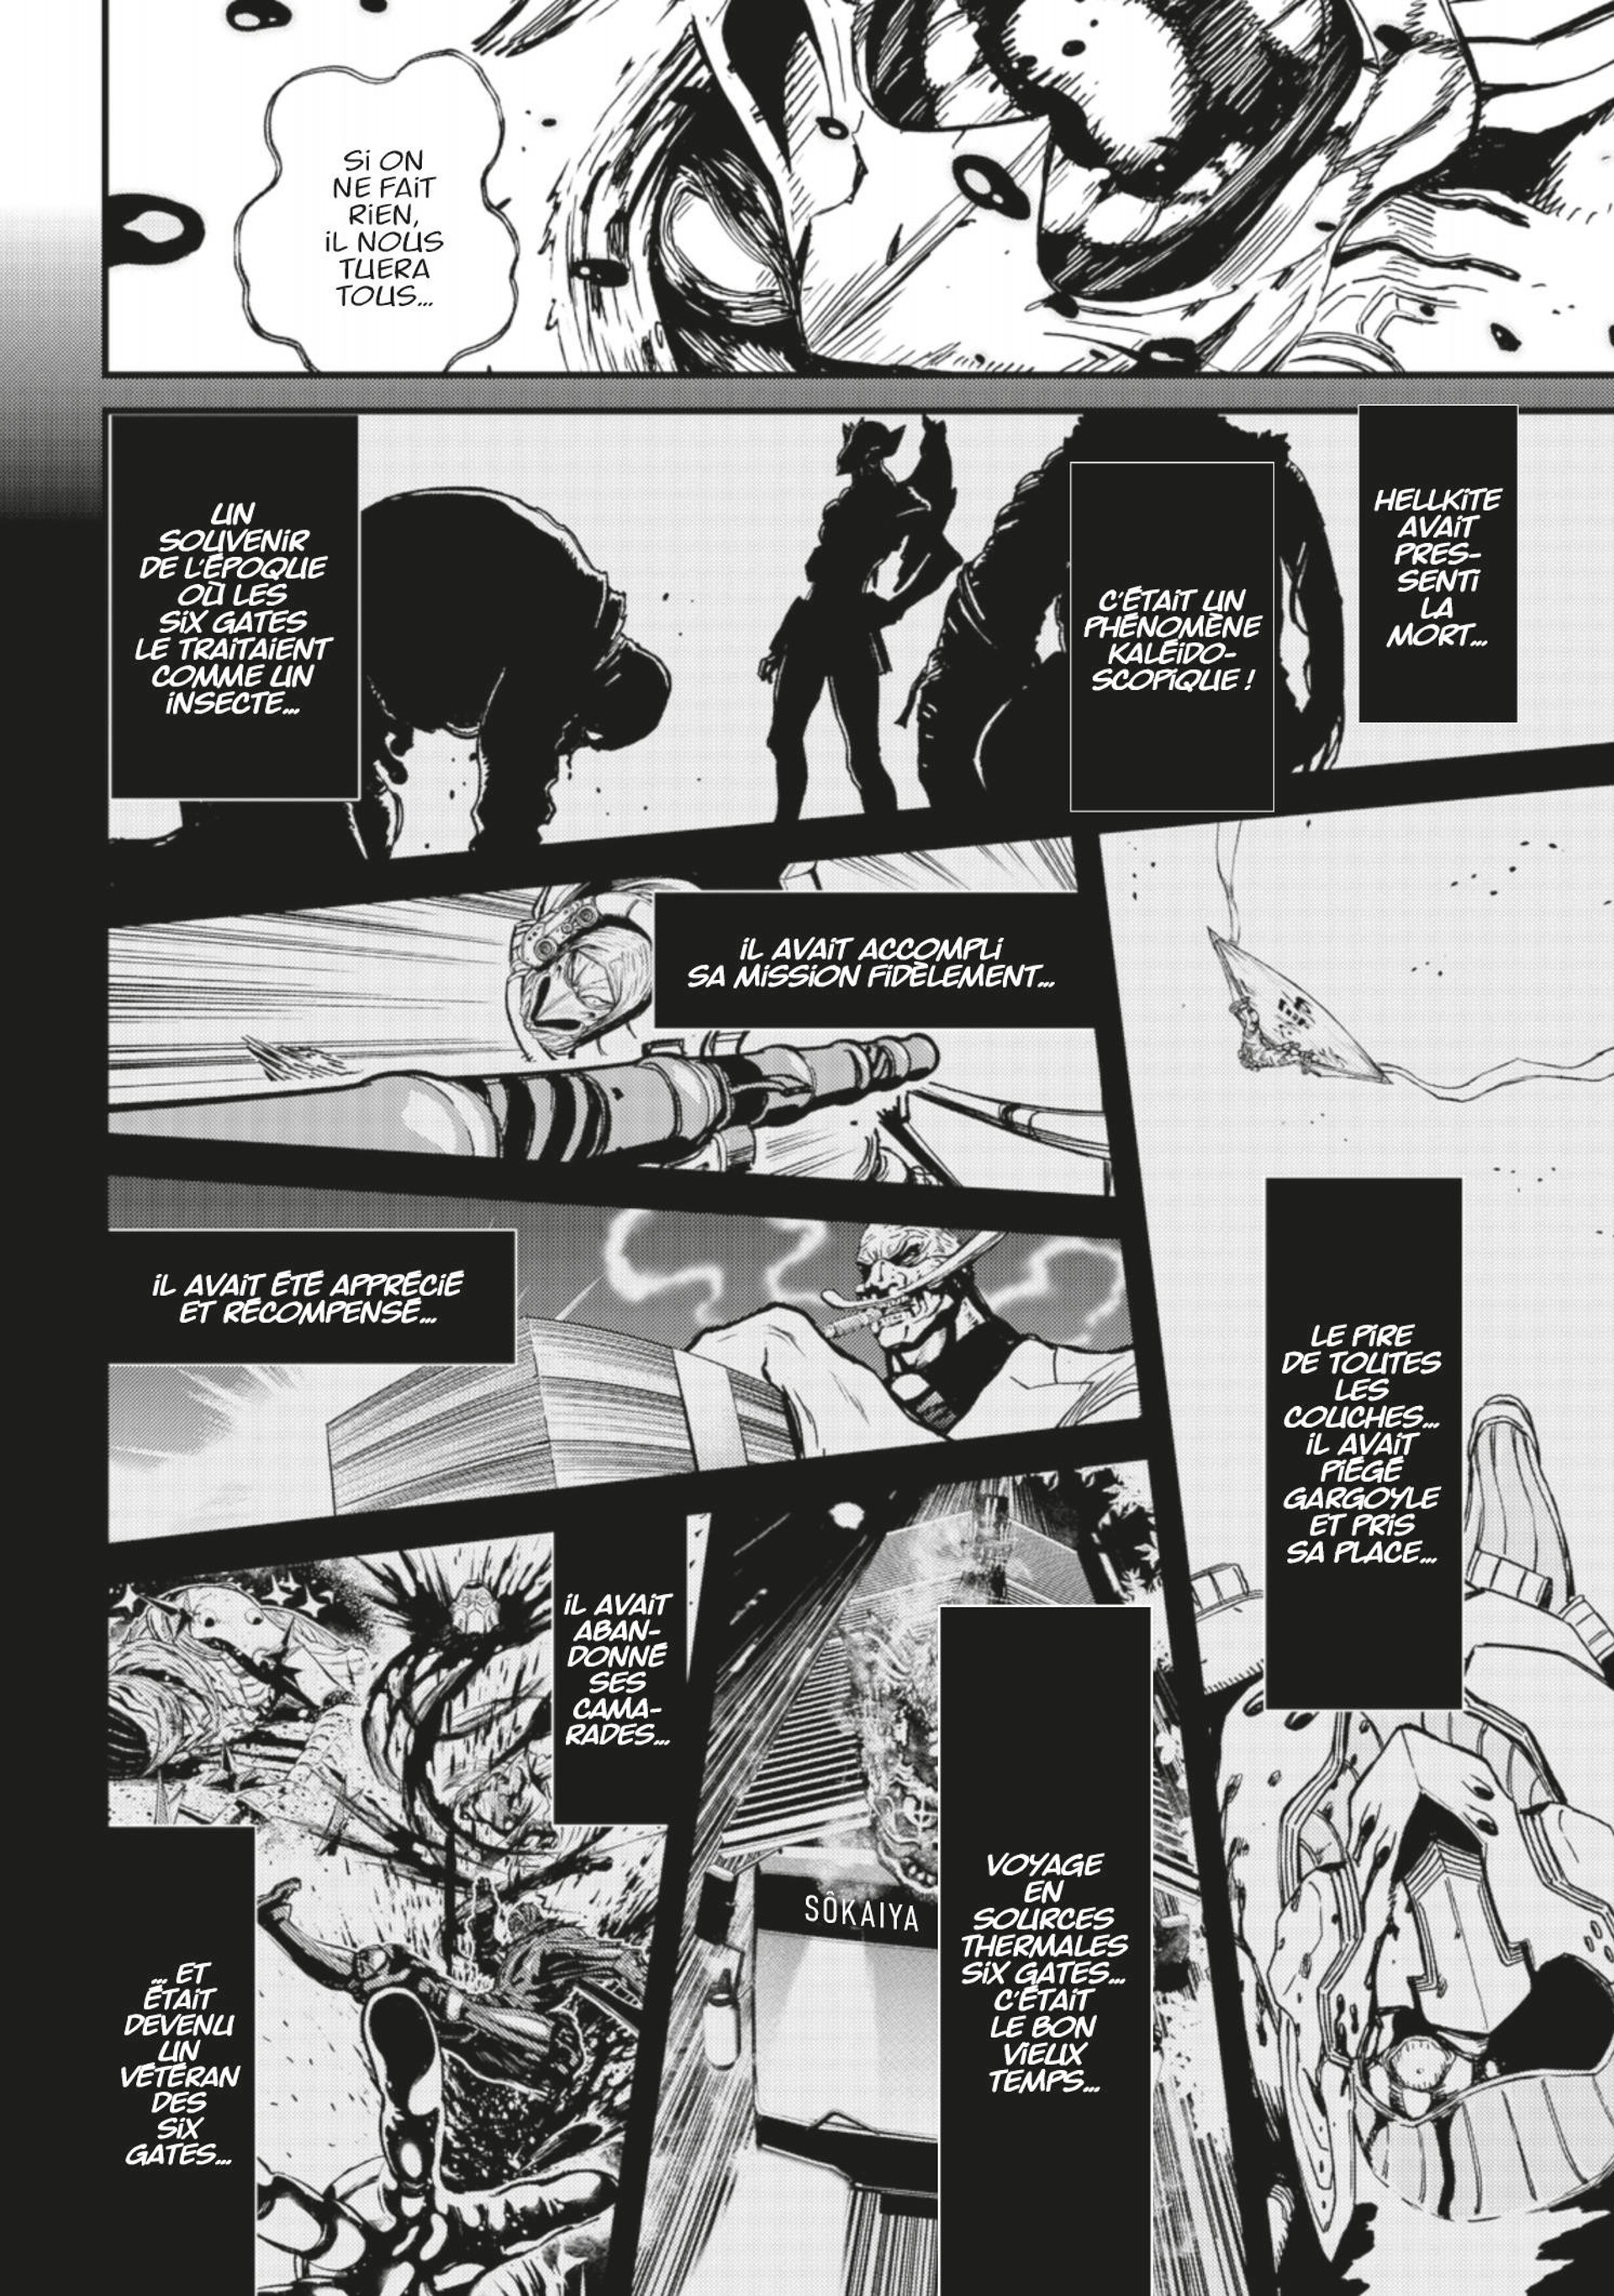 SI ON
NE FAIT
RIEN,
IL NOUS
TUERA
TOUS...
HELLKITE
AVAIT
PRES-
SENTI
LA
MORT...
C'ÉTAIT UN
PHÉNOMÈNE
KALÉIDO-
SCOPIQUE !
UN
SOUVENIR
DE L'ÉPOQUE
OÙ LES
SIX GATES
LE TRAITAIENT
COMME UN
INSECTE...
LE PIRE
DE TOUTES
LES
COUCHES...
IL AVAIT
PIÉGÉ
GARGOYLE
ET PRIS
SA PLACE...
IL AVAIT ACCOMPLI
SA MISSION FIDÈLEMENT...
IL AVAIT ÉTÉ APPRÉCIÉ
ET RÉCOMPENSÉ...
VOYAGE
EN
SOURCES
THERMALES
SIX GATES...
C'ÉTAIT
LE BON
VIEUX
TEMPS...
SÔKAIYA
IL AVAIT
ABAN-
DONNÉ
SES
CAMA-
RADES...
... ET
ÉTAIT
DEVENU
UN
VÉTÉRAN
DES
SIX
GATES...